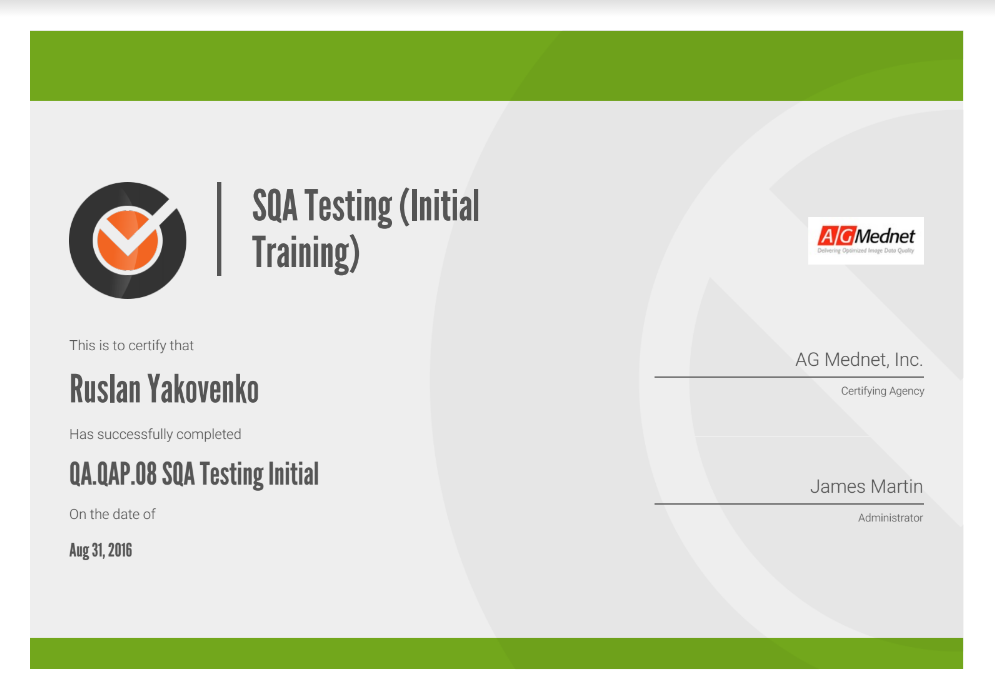 SQA Testing (Initial
Training)
AGMednet
Delivering Optimized Image Data Quality
This is to certify that
Ruslan Yakovenko
Has successfully completed
QA.QAP.08 SQA Testing Initial
On the date of
Aug 31, 2016
AG Mednet, Inc.
Certifying Agency
James Martin
Administrator